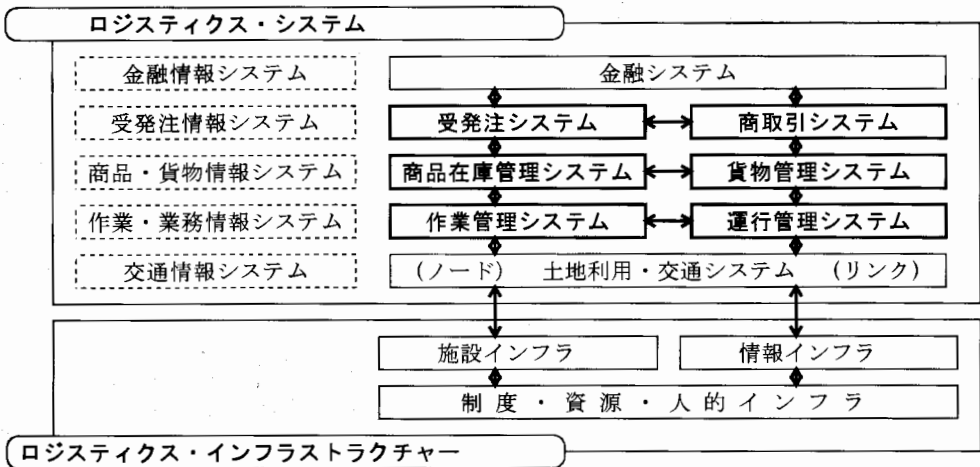 ロジスティクス・システム
金融情報システム 金融システム
受発注情報システム 受発注システム 商取引システム
商品・貨物情報システム 商品在庫管理システム 貨物管理システム
作業・業務情報システム 作業管理システム 運行管理システム
交通情報システム (ノード) 土地利用・交通システム (リンク)
施設インフラ 情報インフラ
制度・資源・人的インフラ
ロジスティクス・インフラストラクチャー